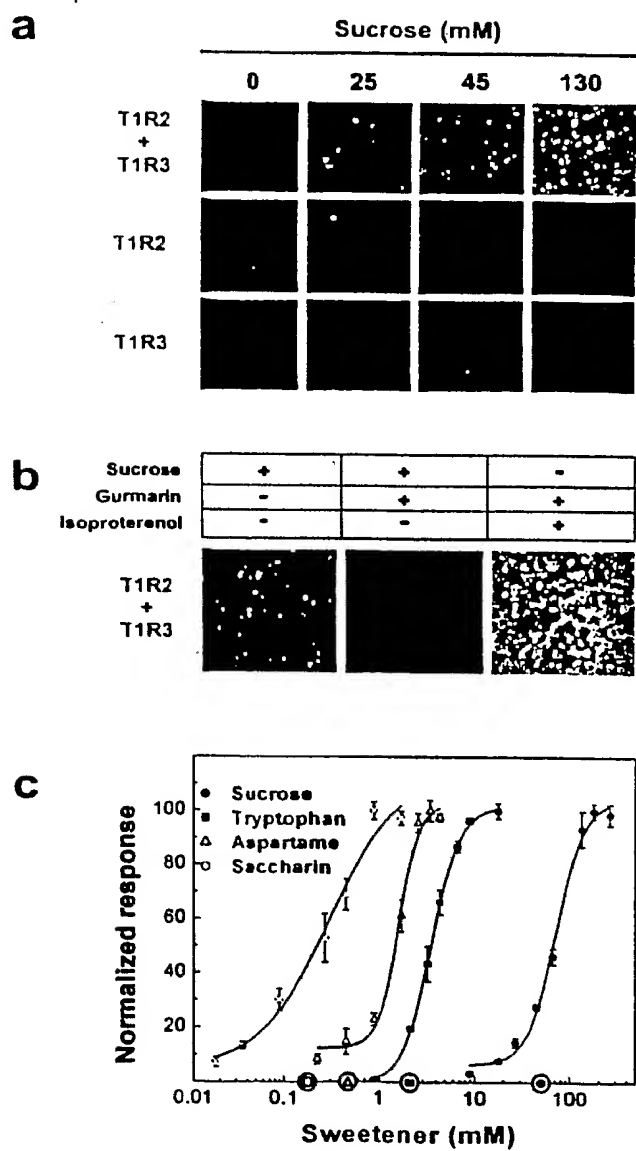 a
Sucrose (mM)
0 25 45 130
T1R2
+
T1R3
T1R2
T1R3
b
Sucrose + + -
Gurmarin - + +
Isoproterenol - - +
T1R2
+
T1R3
c
Sucrose
Tryptophan
Aspartame
Saccharin
Normalized response
100
80
60
40
20
0.01 0.1 1 10 100
Sweetener (mM)